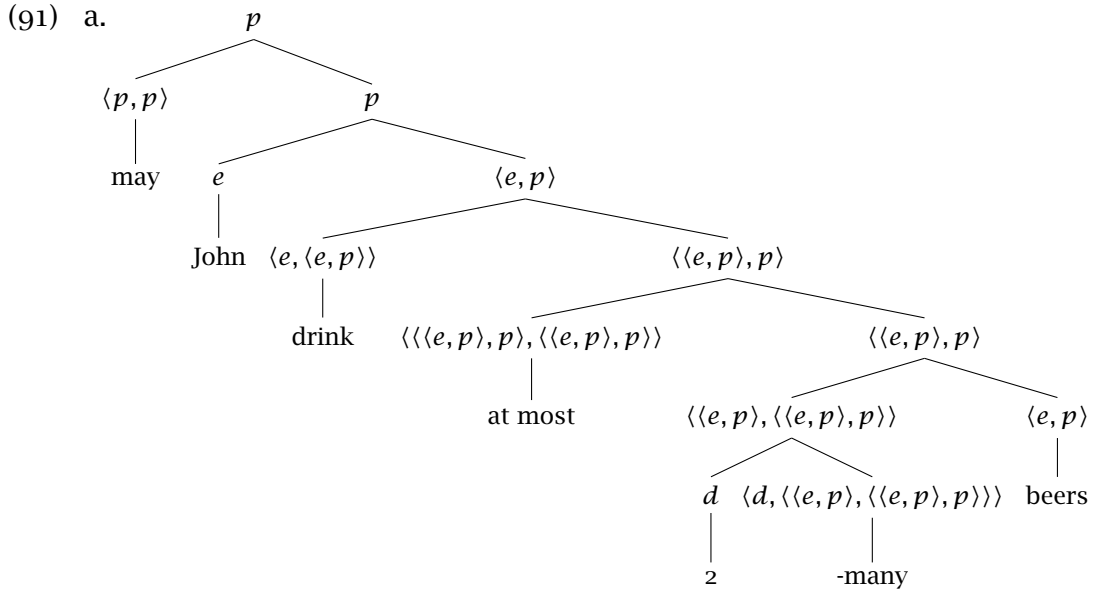 (91) a. p
⟨p, p⟩ p
may e ⟨e, p⟩
John ⟨e, ⟨e, p⟩⟩ ⟨⟨e, p⟩, p⟩
drink ⟨⟨⟨e, p⟩, p⟩, ⟨⟨e, p⟩, p⟩⟩ ⟨⟨e, p⟩, p⟩
at most ⟨⟨e, p⟩, ⟨⟨e, p⟩, p⟩⟩ ⟨e, p⟩
d ⟨d, ⟨⟨e, p⟩, ⟨⟨e, p⟩, p⟩⟩⟩ beers
2 -many